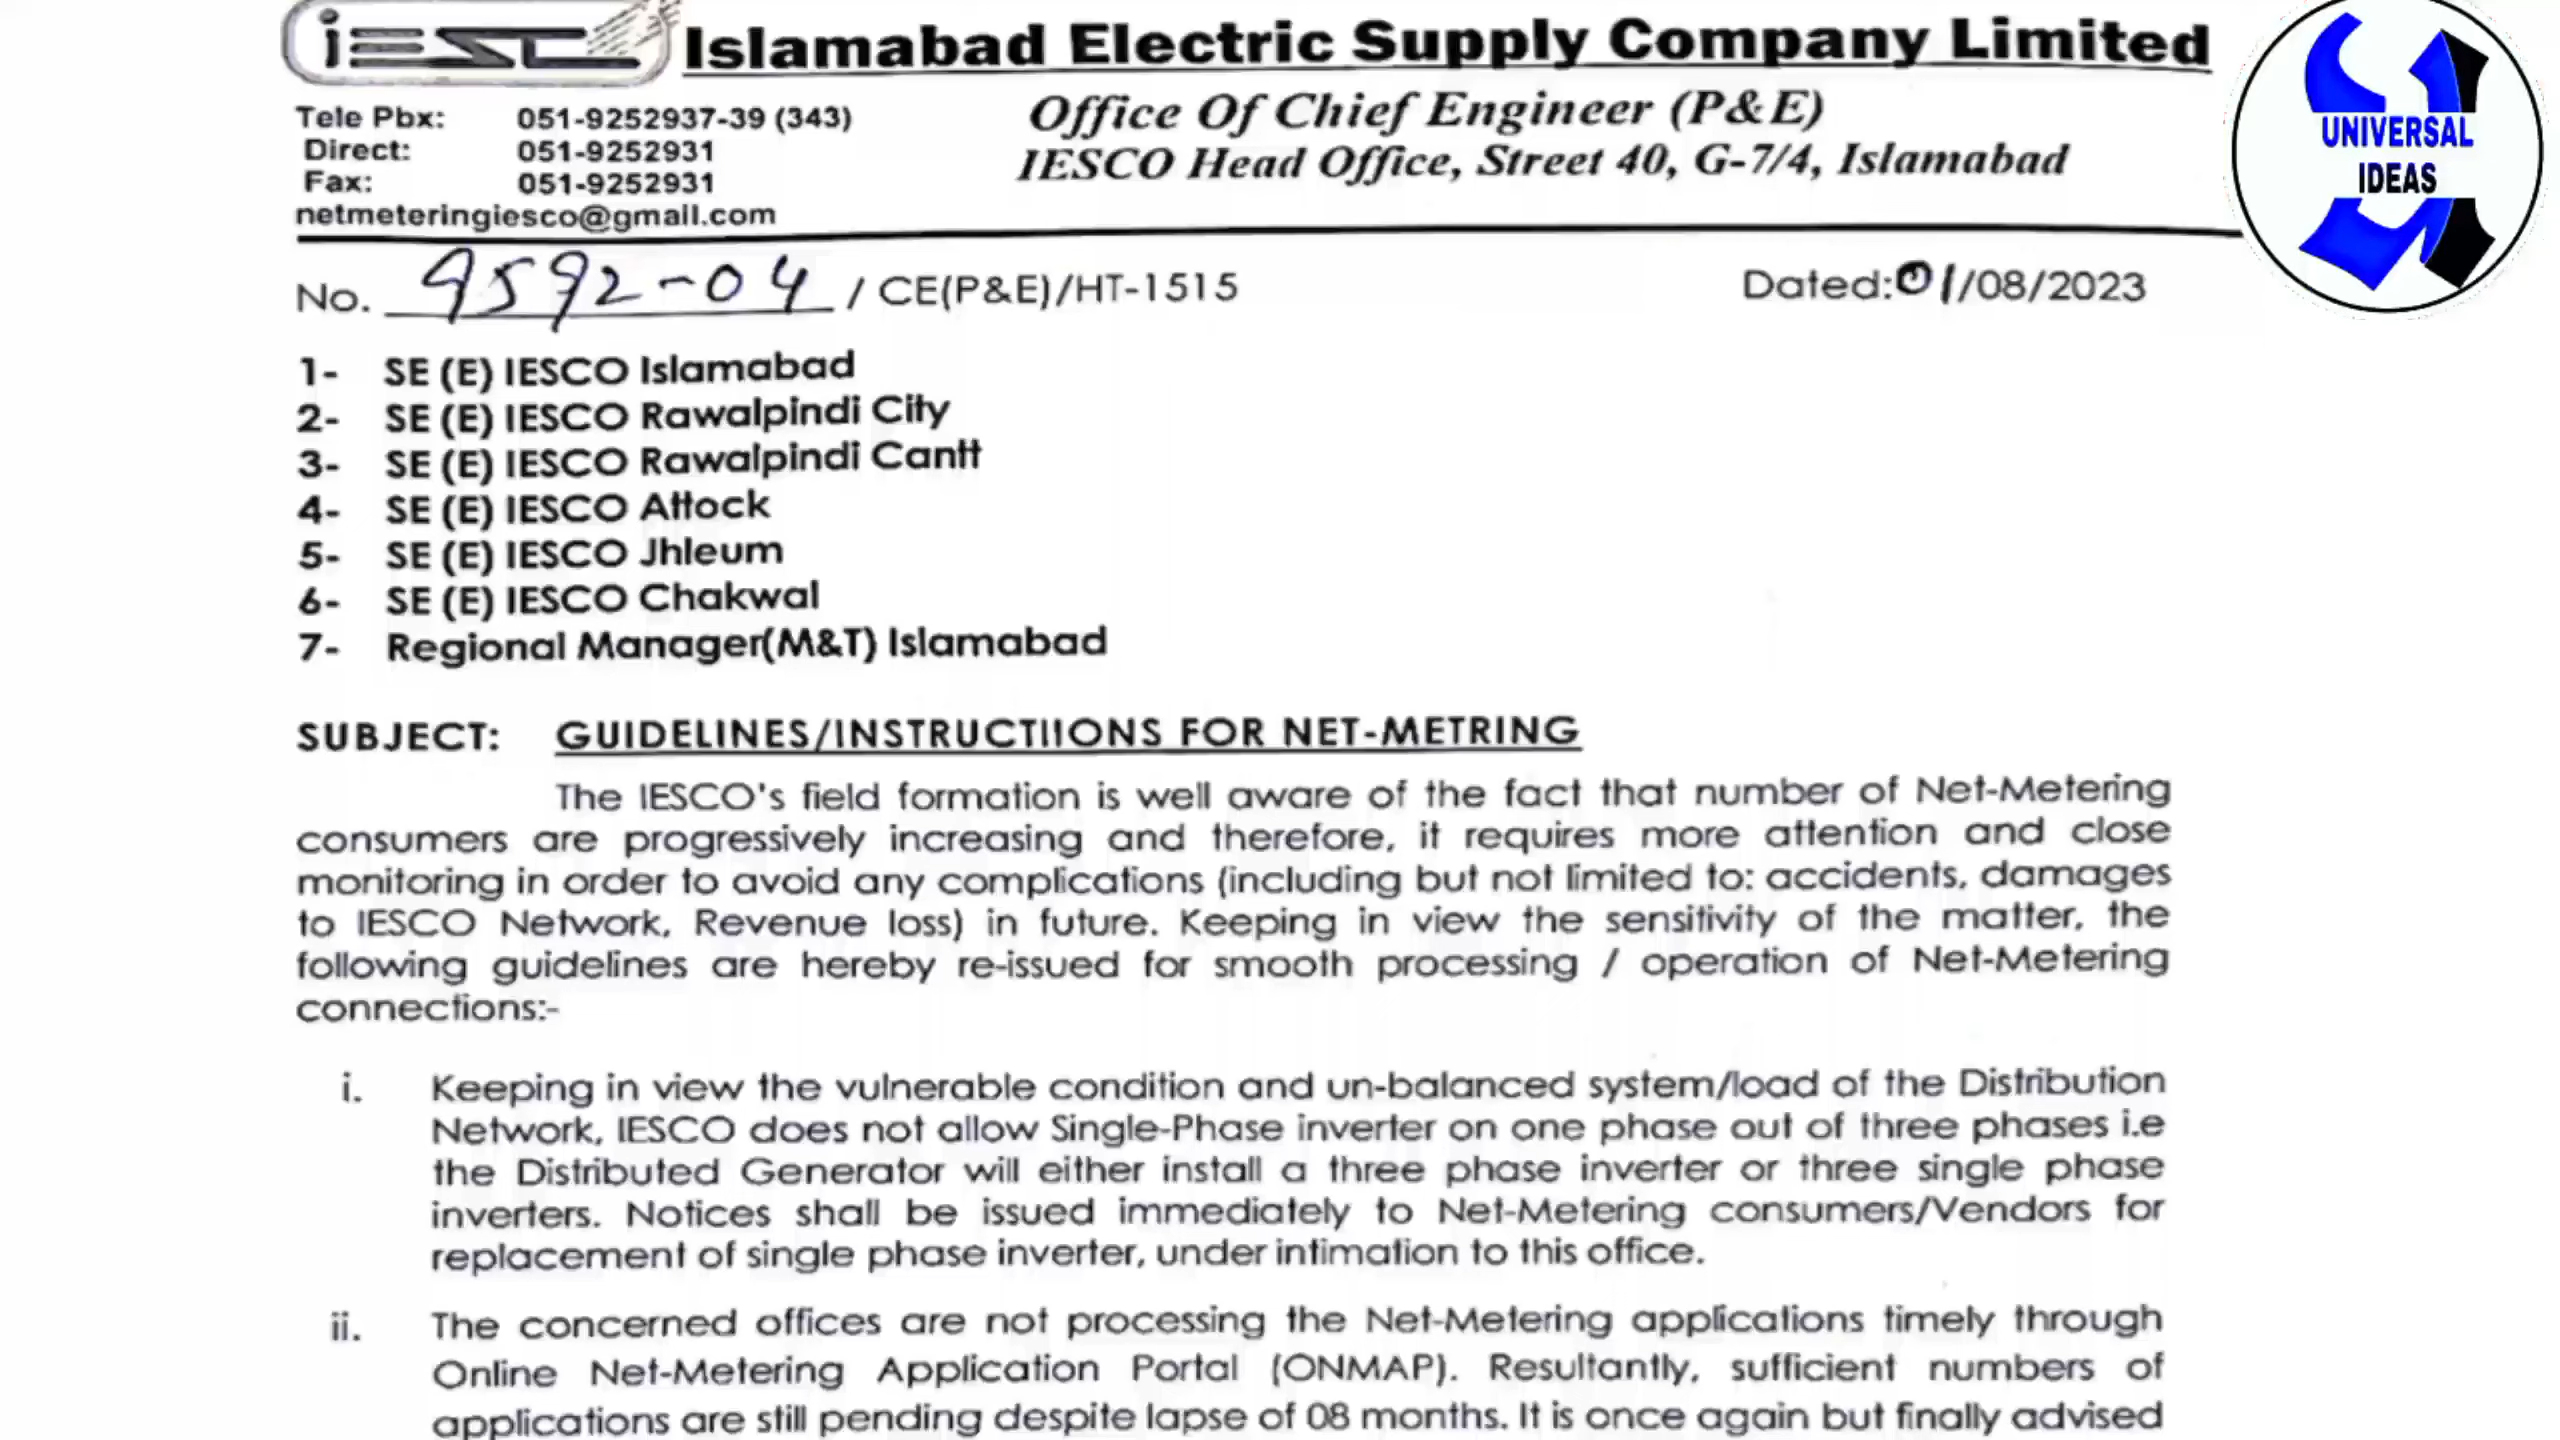 iESC Islamabad Electric Supply Company Limited
Tele Pbx: 051-9252937-39 (343)
Direct: 051-9252931
Fax: 051-9252931
netmeteringiesco@gmail.com
Office Of Chief Engineer (P&E)
IESCO Head Office, Street 40, G-7/4, Islamabad
UNIVERSAL
IDEAS
No. 9592-04 / CE(P&E)/HT-1515 Dated:01//08/2023
1- SE (E) IESCO Islamabad
2- SE (E) IESCO Rawalpindi City
3- SE (E) IESCO Rawalpindi Cantt
4- SE (E) IESCO Attock
5- SE (E) IESCO Jhleum
6- SE (E) IESCO Chakwal
7- Regional Manager(M&T) Islamabad
SUBJECT: GUIDELINES/INSTRUCTIIONS FOR NET-METRING
The IESCO's field formation is well aware of the fact that number of Net-Metering
consumers are progressively increasing and therefore, it requires more attention and close
monitoring in order to avoid any complications (including but not limited to: accidents, damages
to IESCO Network, Revenue loss) in future. Keeping in view the sensitivity of the matter, the
following guidelines are hereby re-issued for smooth processing / operation of Net-Metering
connections:-
i. Keeping in view the vulnerable condition and un-balanced system/load of the Distribution
Network, IESCO does not allow Single-Phase inverter on one phase out of three phases i.e
the Distributed Generator will either install a three phase inverter or three single phase
inverters. Notices shall be issued immediately to Net-Metering consumers/Vendors for
replacement of single phase inverter, under intimation to this office.
ii. The concerned offices are not processing the Net-Metering applications timely through
Online Net-Metering Application Portal (ONMAP). Resultantly, sufficient numbers of
applications are still pending despite lapse of 08 months. It is once again but finally advised